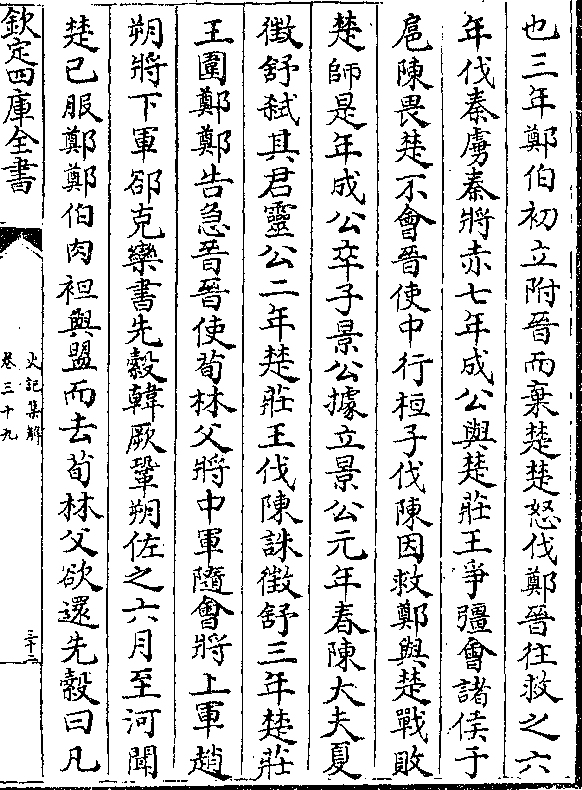 也三年鄭伯初立附晉而棄楚楚怒伐鄭晉往救之六
年伐秦虜秦將赤七年成公與楚莊王爭彊會諸侯于
扈陳畏楚不會晉使中行桓子伐陳因救鄭與楚戰敗
楚師是年成公卒子景公據立景公元年春陳大夫夏
徵舒弑其君靈公二年楚莊王伐陳誅徵舒三年楚莊
王圍鄭鄭告急晉晉使荀林父將中軍隨會將上軍趙
朔將下軍郤克欒書先縠韓厥鞏朔佐之六月至河聞
楚已服鄭鄭伯肉袒與盟而去荀林父欲還先縠曰凡
欽定四庫全書
史記集解
卷三十九
三十二